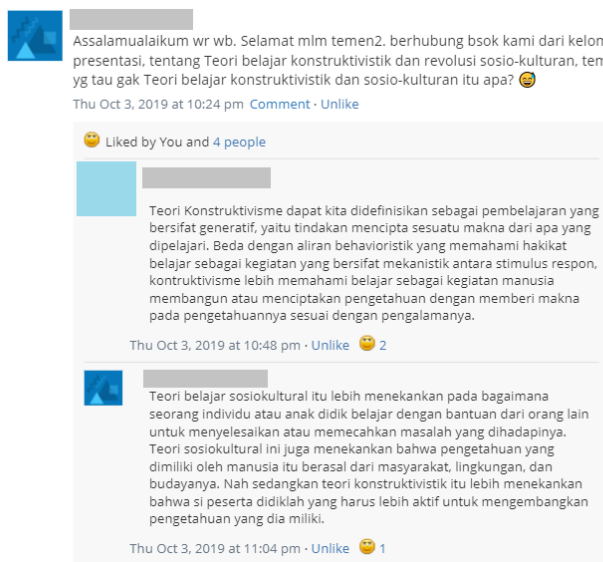 Assalamualaikum wr wb. Selamat mlm temen2. berhubung bsok kami dari
presentasi, tentang Teori belajar konstruktivistik dan revolusi sosio-kulturan,
yg tau gak Teori belajar konstruktivistik dan sosio-kulturan itu apa? 😅
Thu Oct 3, 2019 at 10:24 pm Comment · Unlike
Liked by You and 4 people
Teori Konstruktivisme dapat kita didefinisikan sebagai pembelajaran yang
bersifat generatif, yaitu tindakan mencipta sesuatu makna dari apa yang
dipelajari. Beda dengan aliran behavioristik yang memahami hakikat
belajar sebagai kegiatan yang bersifat mekanistik antara stimulus respon,
kontruktivisme lebih memahami belajar sebagai kegiatan manusia
membangun atau menciptakan pengetahuan dengan memberi makna
pada pengetahuannya sesuai dengan pengalamanya.
Thu Oct 3, 2019 at 10:48 pm · Unlike 2
Teori belajar sosiokultural itu lebih menekankan pada bagaimana
seorang individu atau anak didik belajar dengan bantuan dari orang lain
untuk menyelesaikan atau memecahkan masalah yang dihadapinya.
Teori sosiokultural ini juga menekankan bahwa pengetahuan yang
dimiliki oleh manusia itu berasal dari masyarakat, lingkungan, dan
budayanya. Nah sedangkan teori konstruktivistik itu lebih menekankan
bahwa si peserta didiklah yang harus lebih aktif untuk mengembangkan
pengetahuan yang dia miliki.
Thu Oct 3, 2019 at 11:04 pm · Unlike 1